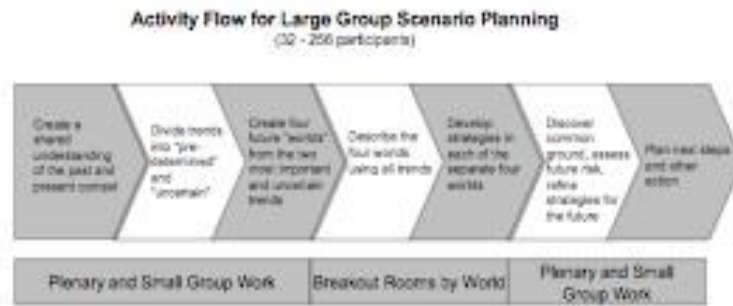 Activity Flow for Large Group Scenario Planning
(32 - 256 participants)
Create a
shared
understanding
of the past and
present
Divide trends
into "pre-
determined"
and
"uncertain"
Create four
future "worlds"
from the two
most important
and uncertain
trends
Describe the
four worlds
using all trends
Develop
strategies in
each of the
separate four
worlds
Discover
common
ground, assess
future risk,
refine
strategies for
the future
Plan next steps
and other
action
Plenary and Small Group Work
Breakout Rooms by World
Plenary and Small
Group Work